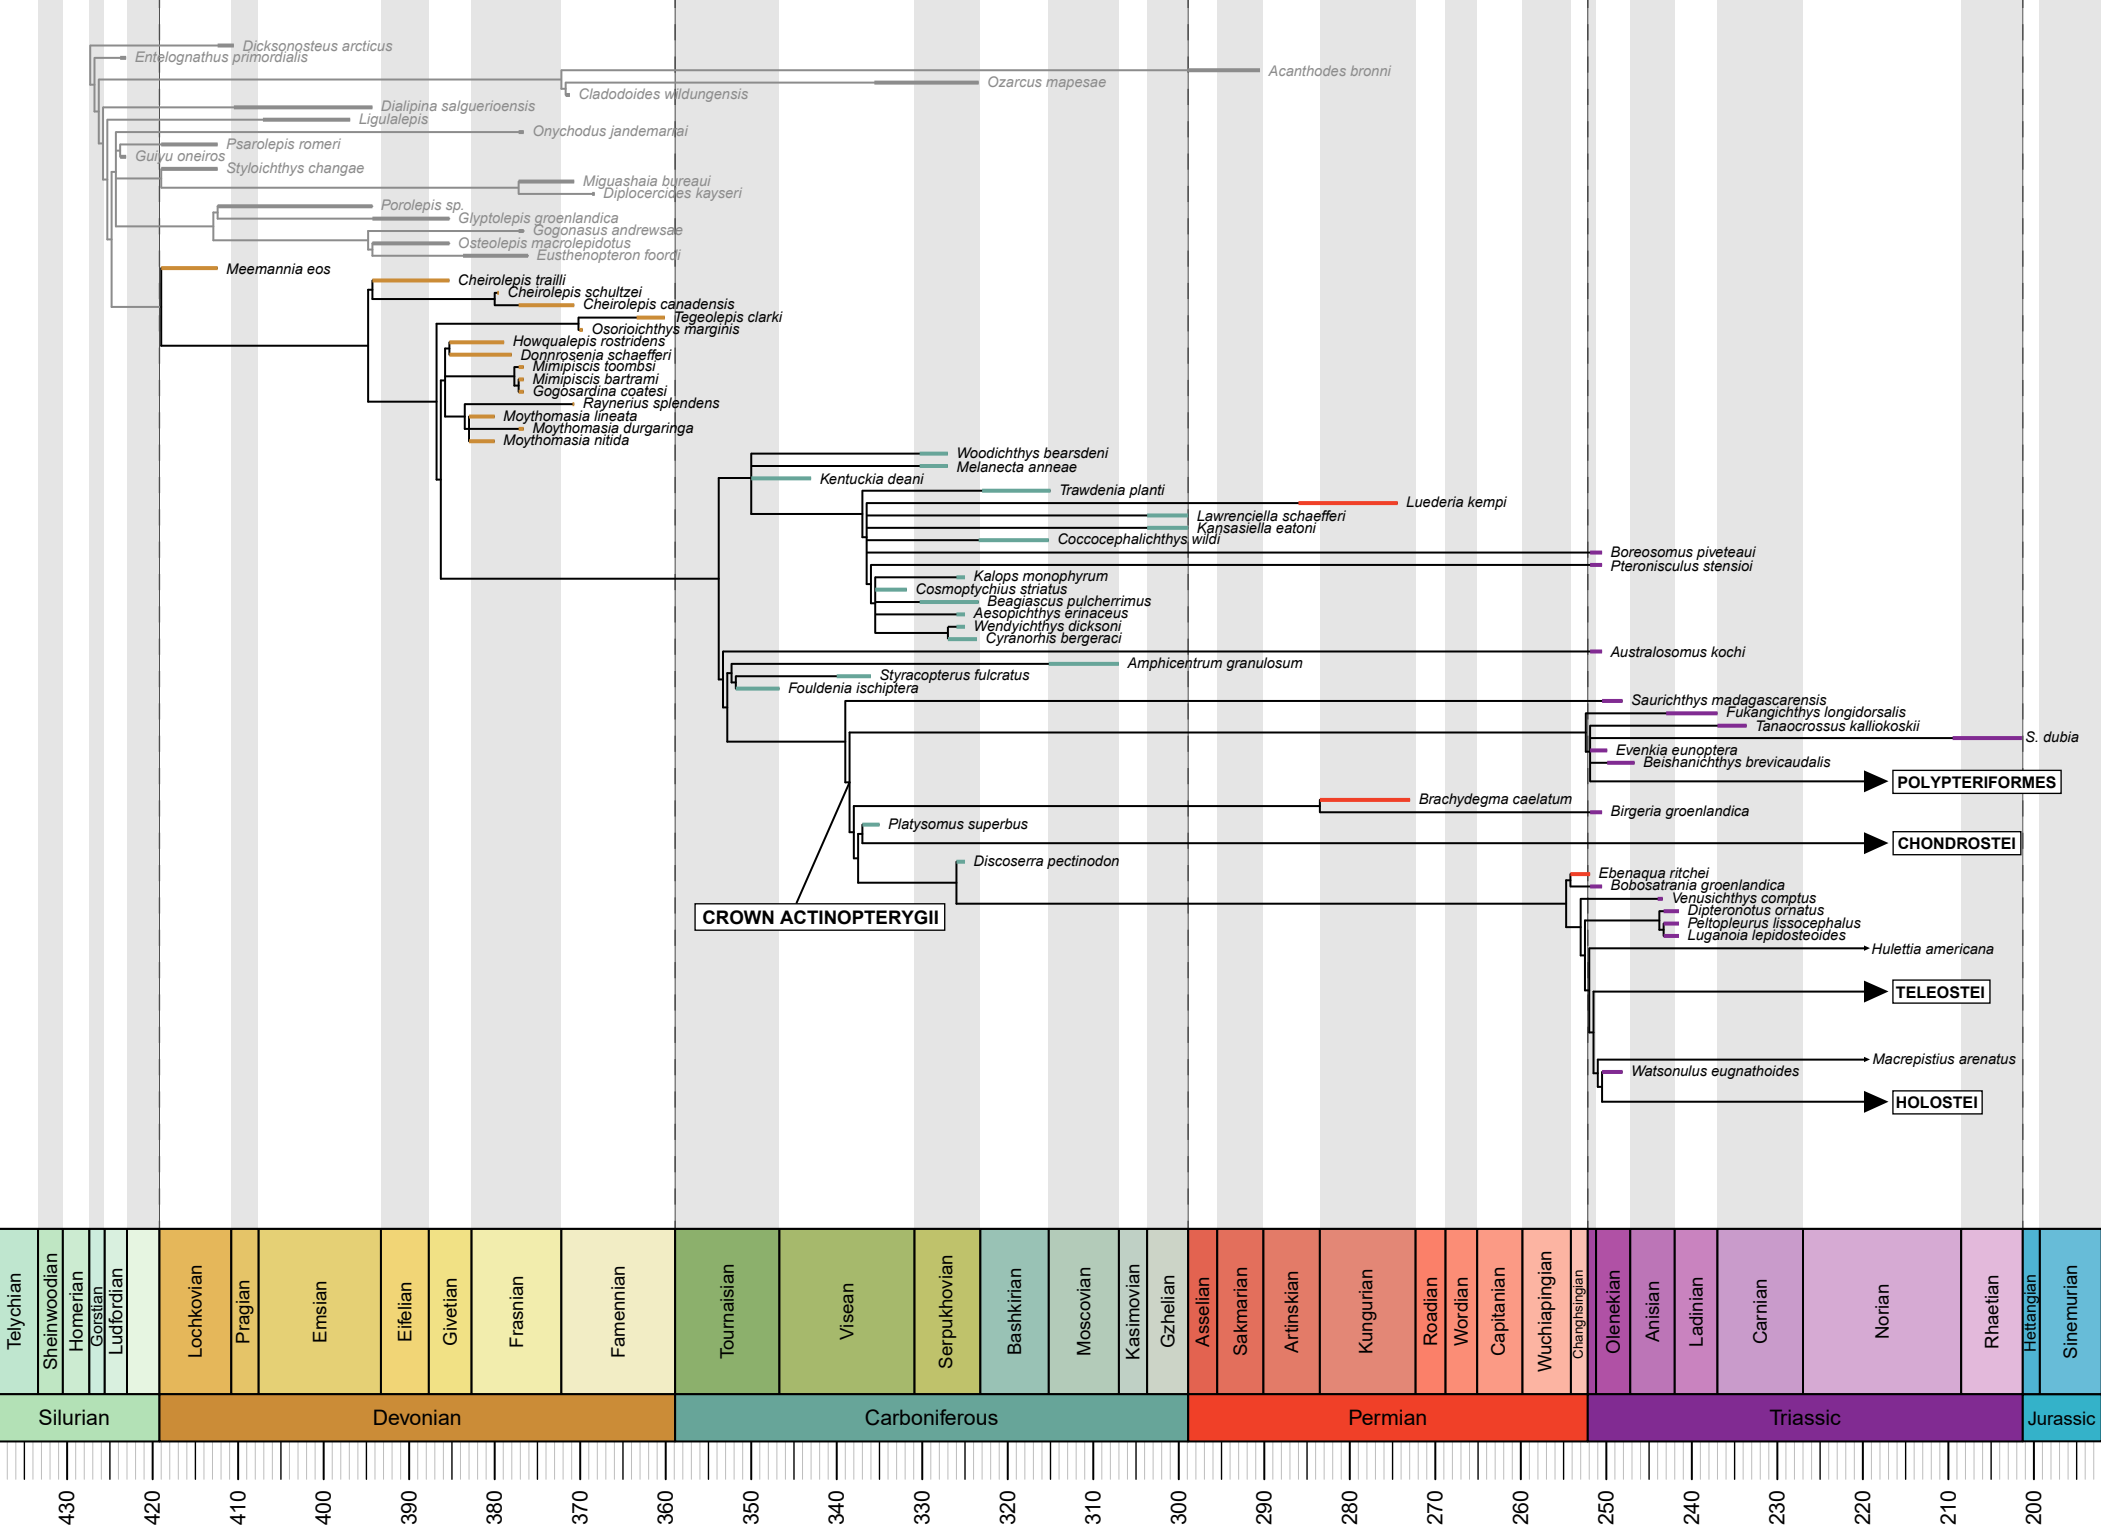 Dicksonosteus arcticus
Entelognathus primordialis
Acanthodes bronni
Ozarcus mapesae
Cladodoides wildungensis
Dialipina salguerioensis
Ligulalepis
Onychodus jandemarrai
Psarolepis romeri
Guiyu oneiros
Styloichthys changae
Miguashaia bureaui
Diplocercides kayseri
Porolepis sp.
Glyptolepis groenlandica
Gogonasus andrewsae
Osteolepis macrolepidotus
Eusthenopteron foordi
Meemannia eos
Cheirolepis trailli
Cheirolepis schultzei
Cheirolepis canadensis
Tegeolepis clarki
Osorioichthys marginis
Howqualepis rostridens
Donnrosenia schaefferi
Mimipiscis toombsi
Mimipiscis bartrami
Gogosardina coatesi
Raynerius splendens
Moythomasia lineata
Moythomasia durgaringa
Moythomasia nitida
Woodichthys bearsdeni
Melanecta anneae
Kentuckia deani
Trawdenia planti
Luederia kempi
Lawrenciella schaefferi
Kansasiella eatoni
Coccocephalichthys wildi
Boreosomus piveteaui
Pteronisculus stensioi
Kalops monophyrum
Cosmoptychius striatus
Beagiascus pulcherrimus
Aesopichthys erinaceus
Wendyichthys dicksoni
Cyranorhis bergeraci
Australosomus kochi
Amphicentrum granulosum
Styracopterus fulcratus
Fouldenia ischiptera
Saurichthys madagascarensis
Fukangichthys longidorsalis
Tanaocrossus kalliokoskii
S. dubia
Evenkia eunoptera
Beishanichthys brevicaudalis
POLYPTERIFORMES
Brachydegma caelatum
Birgeria groenlandica
Platysomus superbus
CHONDROSTEI
Discoserra pectinodon
Ebenaqua ritchei
Bobosatrania groenlandica
Venusichthys comptus
Dipteronotus ornatus
Peltopleurus lissocephalus
Luganoia lepidosteoides
CROWN ACTINOPTERYGII
Hulettia americana
TELEOSTEI
Macrepistius arenatus
Watsonulus eugnathoides
HOLOSTEI
Telychian
Sheinwoodian
Homerian
Gorstian
Ludfordian
Lochkovian
Pragian
Emsian
Eifelian
Givetian
Frasnian
Famennian
Tournaisian
Visean
Serpukhovian
Bashkirian
Moscovian
Kasimovian
Gzhelian
Asselian
Sakmarian
Artinskian
Kungurian
Roadian
Wordian
Capitanian
Wuchiapingian
Changhsingian
Olenekian
Anisian
Ladinian
Carnian
Norian
Rhaetian
Hettangian
Sinemurian
Silurian
Devonian
Carboniferous
Permian
Triassic
Jurassic
430
420
410
400
390
380
370
360
350
340
330
320
310
300
290
280
270
260
250
240
230
220
210
200